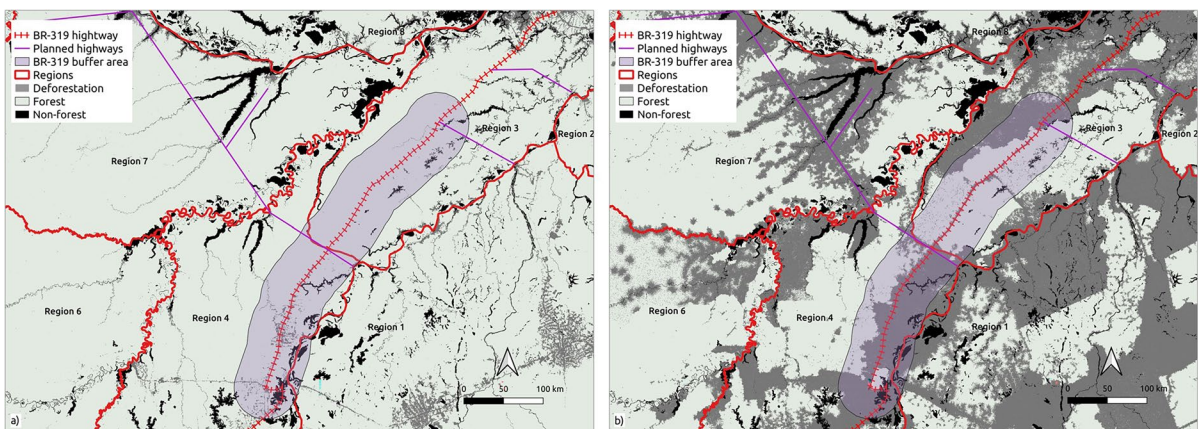 BR-319 hightway
Planned highways
BR-319 buffer area
Regions
Deforestation
Forest
Non-forest
Region 8
Region 3
Region 2
Region 7
Region 6
Region 4
Region 1
0 50 100 km
a)
BR-319 hightway
Planned highways
BR-319 buffer area
Regions
Deforestation
Forest
Non-forest
Region 8
Region 3
Region 2
Region 7
Region 6
Region 4
Region 1
0 50 100 km
b)